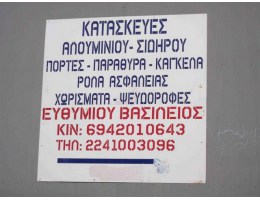 ΚΑΤΑΣΚΕΥΕΣ
ΑΛΟΥΜΙΝΙΟΥ - ΣΙΔΗΡΟΥ
ΠΟΡΤΕΣ - ΠΑΡΑΘΥΡΑ - ΚΑΓΚΕΛΑ
ΡΟΛΑ ΑΣΦΑΛΕΙΑΣ
ΧΩΡΙΣΜΑΤΑ - ΨΕΥΔΟΡΟΦΕΣ
ΕΥΘΥΜΙΟΥ ΒΑΣΙΛΕΙΟΣ
ΚΙΝ: 6942010643
ΤΗΛ: 2241003096